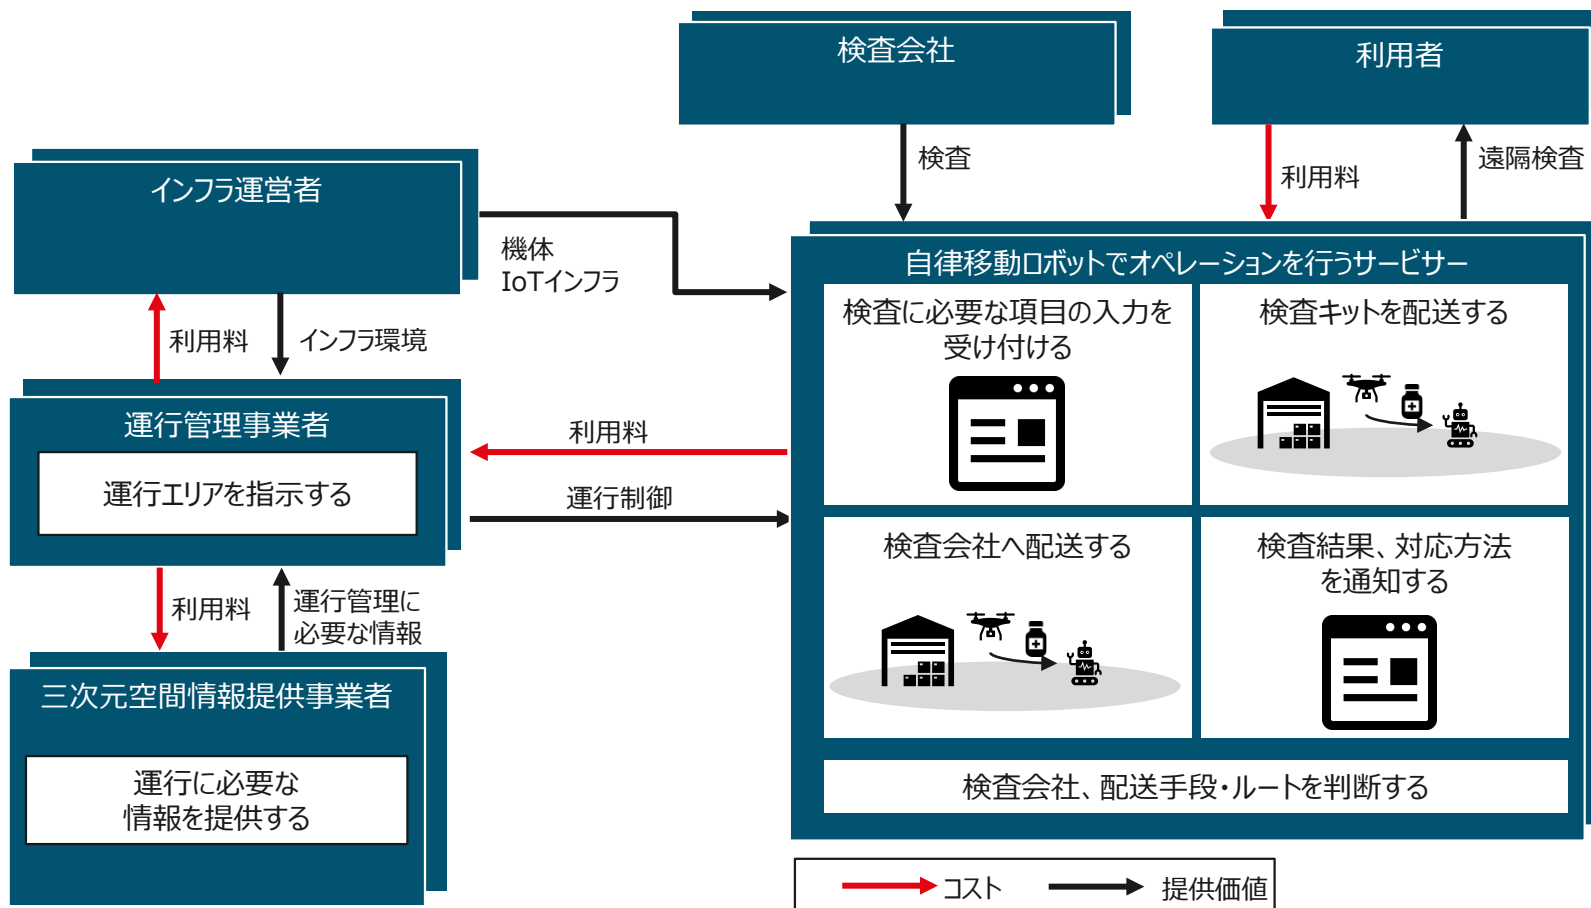 検査会社
利用者
検査
利用料
遠隔検査
インフラ運営者
機体
IoTインフラ
利用料
インフラ環境
運行管理事業者
運行エリアを指示する
利用料
運行制御
利用料
運行管理に
必要な情報
三次元空間情報提供事業者
運行に必要な
情報を提供する
自律移動ロボットでオペレーションを行うサービサー
検査に必要な項目の入力を
受け付ける
検査キットを配送する
検査会社へ配送する
検査結果、対応方法
を通知する
検査会社、配送手段・ルートを判断する
コスト
提供価値